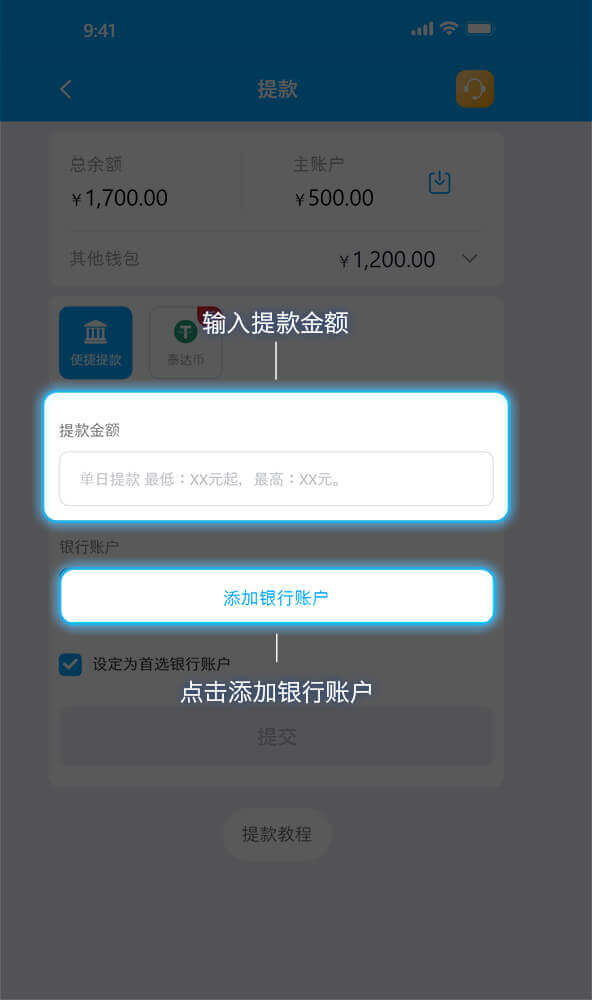 9:41
提款
总余额
主账户
¥1,700.00
¥500.00
其他钱包
¥1,200.00
输入提款金额
便捷提款
泰达币
提款金额
单日提款 最低：XX元起，最高：XX元。
银行账户
添加银行账户
设定为首选银行账户
点击添加银行账户
提交
提款教程